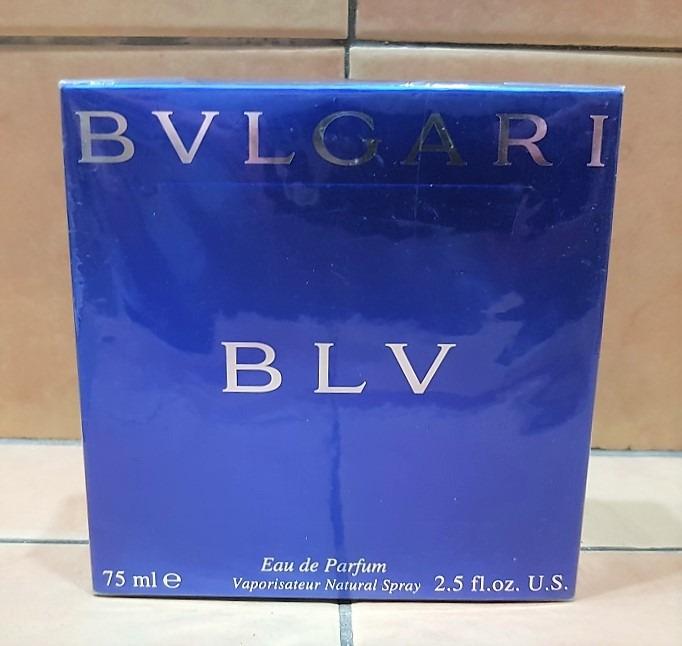 BVLGARI
BLV
Eau de Parfum
75 ml e Vaporisateur Natural Spray 2.5 fl.oz. U.S.